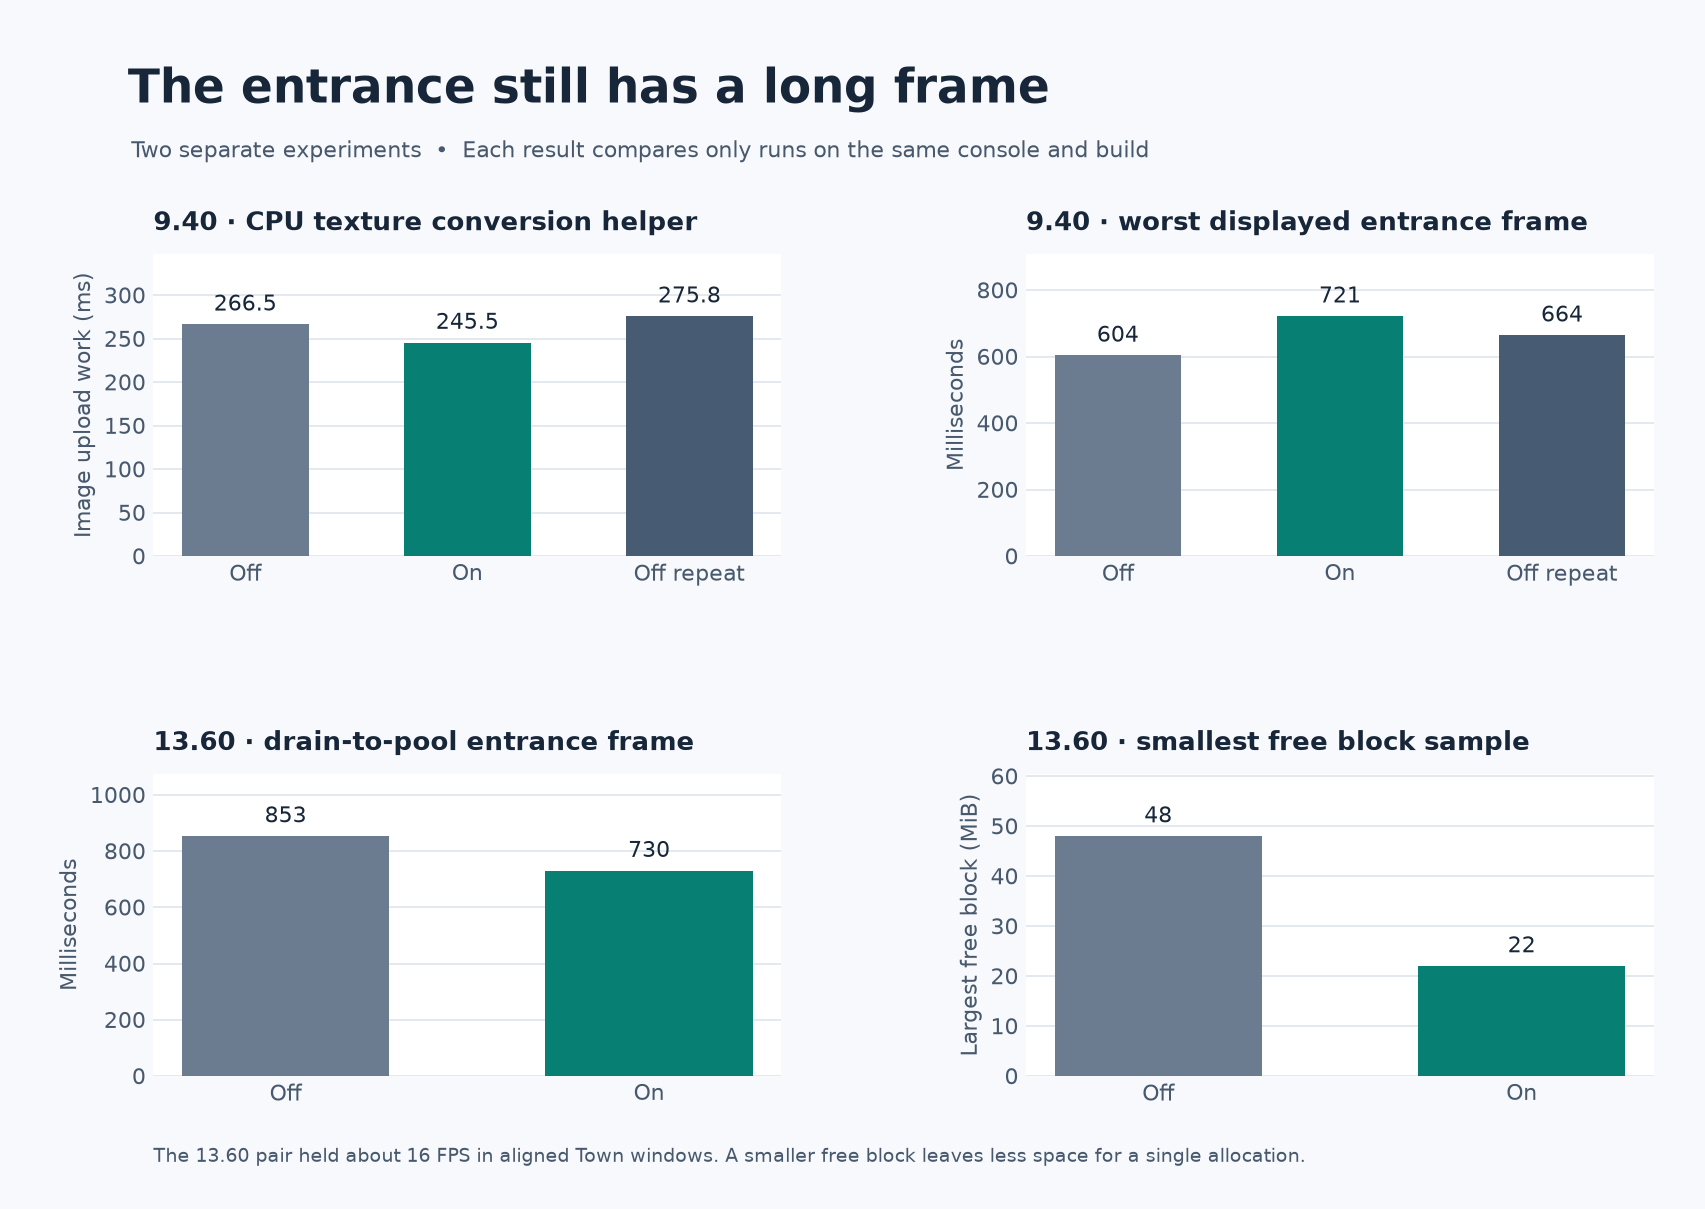 The entrance still has a long frame
Two separate experiments • Each result compares only runs on the same console and build
9.40 · CPU texture conversion helper
Image upload work (ms)
300
250
200
150
100
50
0
266.5
245.5
275.8
Off
On
Off repeat
9.40 · worst displayed entrance frame
Milliseconds
800
600
400
200
0
604
721
664
Off
On
Off repeat
13.60 · drain-to-pool entrance frame
Milliseconds
1000
800
600
400
200
0
853
730
Off
On
13.60 · smallest free block sample
Largest free block (MiB)
60
50
40
30
20
10
0
48
22
Off
On
The 13.60 pair held about 16 FPS in aligned Town windows. A smaller free block leaves less space for a single allocation.